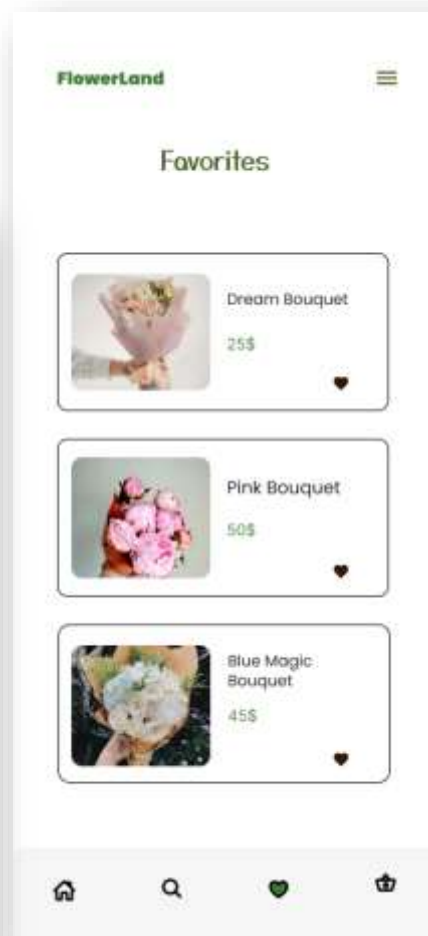 FlowerLand
Favorites
Dream Bouquet
25$
Pink Bouquet
50$
Blue Magic
Bouquet
45$